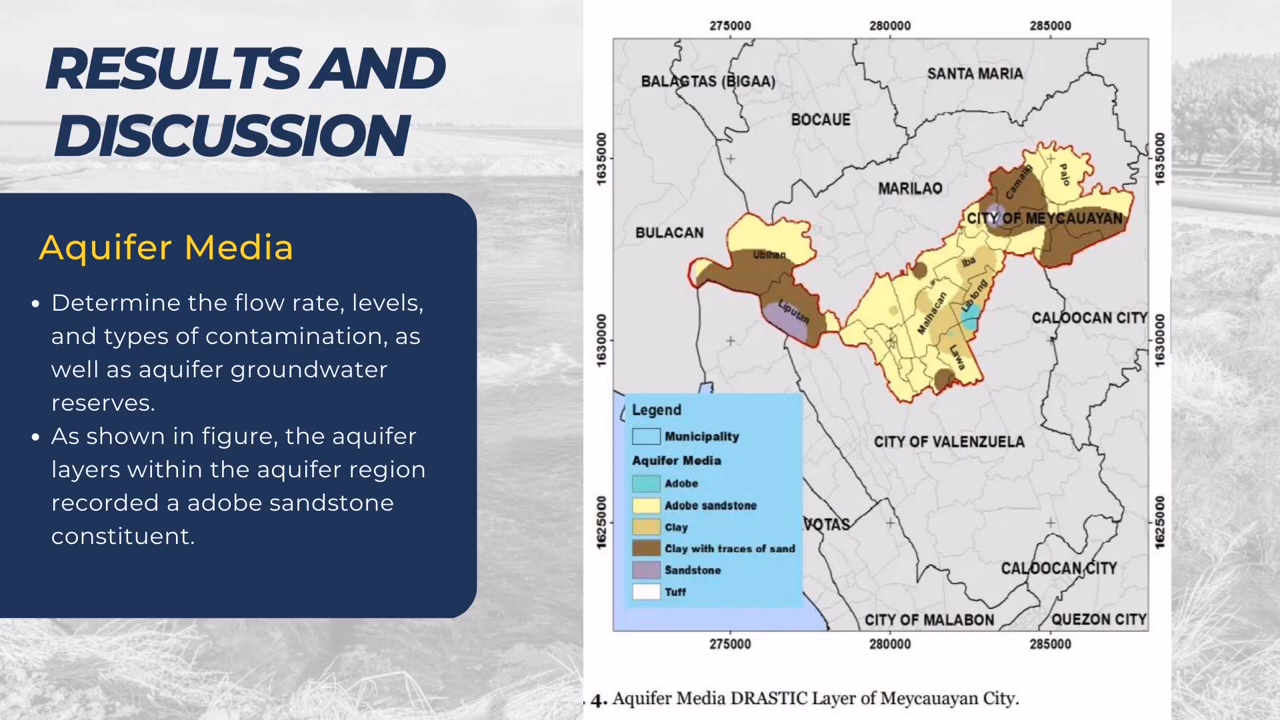 RESULTS AND
DISCUSSION
Aquifer Media
• Determine the flow rate, levels,
and types of contamination, as
well as aquifer groundwater
reserves.
• As shown in figure, the aquifer
layers within the aquifer region
recorded a adobe sandstone
constituent.
275000 280000 285000
SANTA MARIA
BALAGTAS (BIGAA)
BOCAUE
1635000 1635000
Pajo
Camalig
MARILAO
CITY OF MEYCAUAYAN
BULACAN
Ubihan
Iba
Libtong
Liputan
Malhacan
CALOOCAN CITY
1630000 1630000
Lawa
Legend
Municipality
Aquifer Media
Adobe
Adobe sandstone
Clay
Clay with traces of sand
Sandstone
Tuff
CITY OF VALENZUELA
1625000 1625000
VOTAS
CALOOCAN CITY
CITY OF MALABON
QUEZON CITY
275000 280000 285000
. 4. Aquifer Media DRASTIC Layer of Meycauayan City.